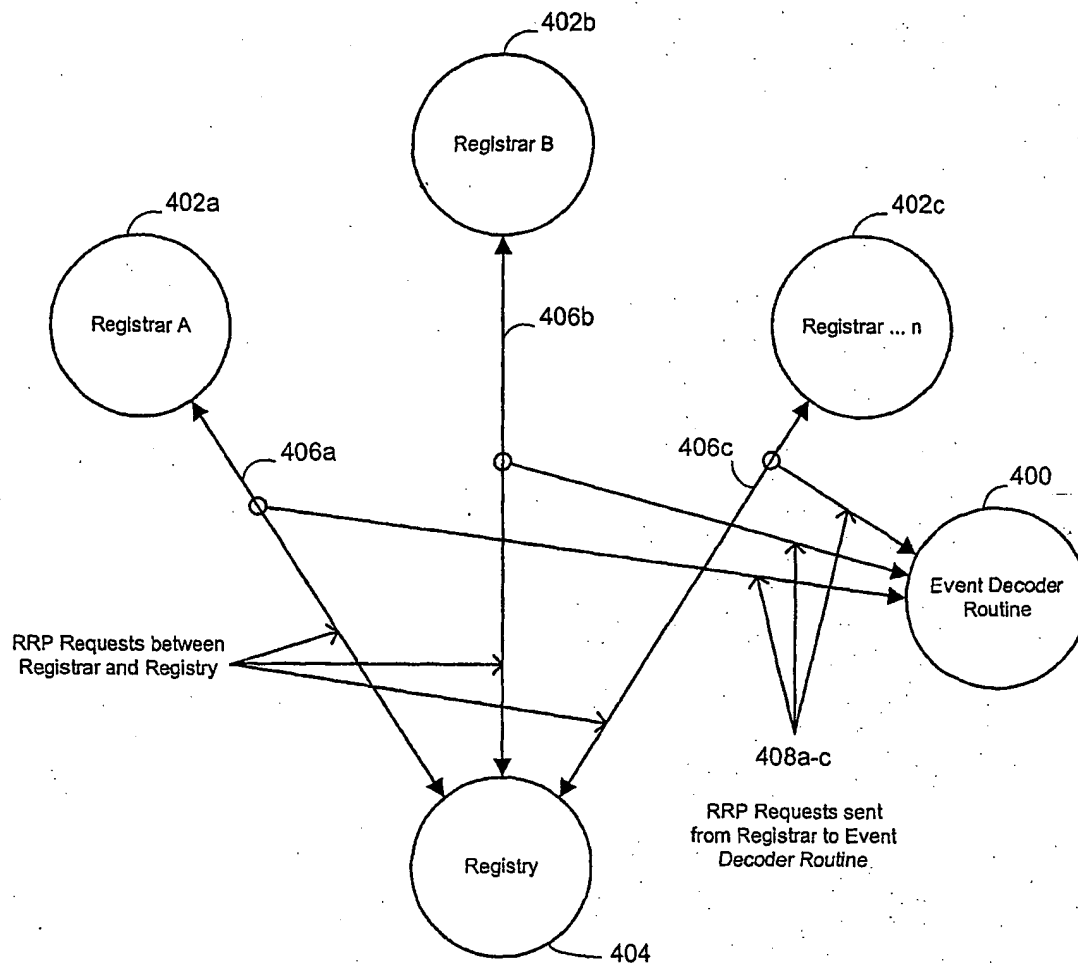 402b
Registrar B
402a
402c
Registrar A
Registrar ... n
406b
406a
406c
400
Event Decoder
Routine
RRP Requests between
Registrar and Registry
408a-c
RRP Requests sent
from Registrar to Event
Decoder Routine
Registry
404